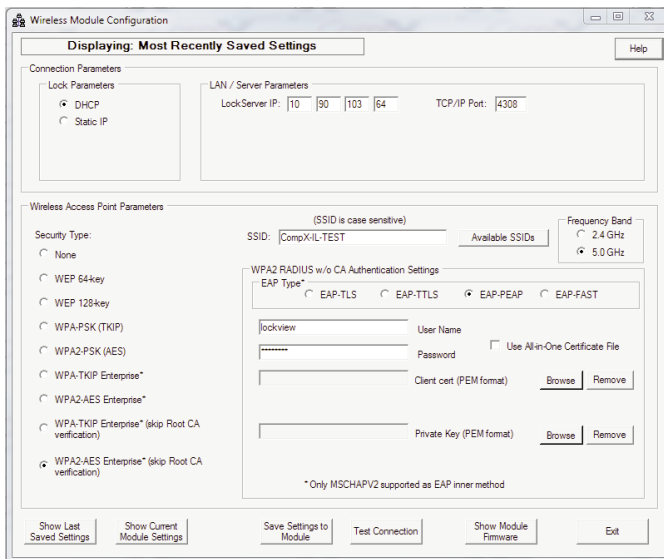 Wireless Module Configuration
Displaying: Most Recently Saved Settings
Help
Connection Parameters
Lock Parameters
DHCP
Static IP
LAN / Server Parameters
LockServer IP: 10 90 103 64 TCP/IP Port: 4308
Wireless Access Point Parameters
Security Type:
None
WEP 64-key
WEP 128-key
WPA-PSK (TKIP)
WPA2-PSK (AES)
WPA-TKIP Enterprise*
WPA2-AES Enterprise*
WPA-TKIP Enterprise* (skip Root CA
verification)
WPA2-AES Enterprise* (skip Root CA
verification)
(SSID is case sensitive)
SSID: CompX-IL-TEST Available SSIDs
Frequency Band
2.4 GHz
5.0 GHz
WPA2 RADIUS w/o CA Authentication Settings
EAP Type*
EAP-TLS EAP-TTLS EAP-PEAP EAP-FAST
lockview User Name
******** Password
Use All-in-One Certificate File
Client cert (PEM format) Browse Remove
Private Key (PEM format) Browse Remove
* Only MSCHAPV2 supported as EAP inner method
Show Last
Saved Settings
Show Current
Module Settings
Save Settings to
Module
Test Connection
Show Module
Firmware
Exit